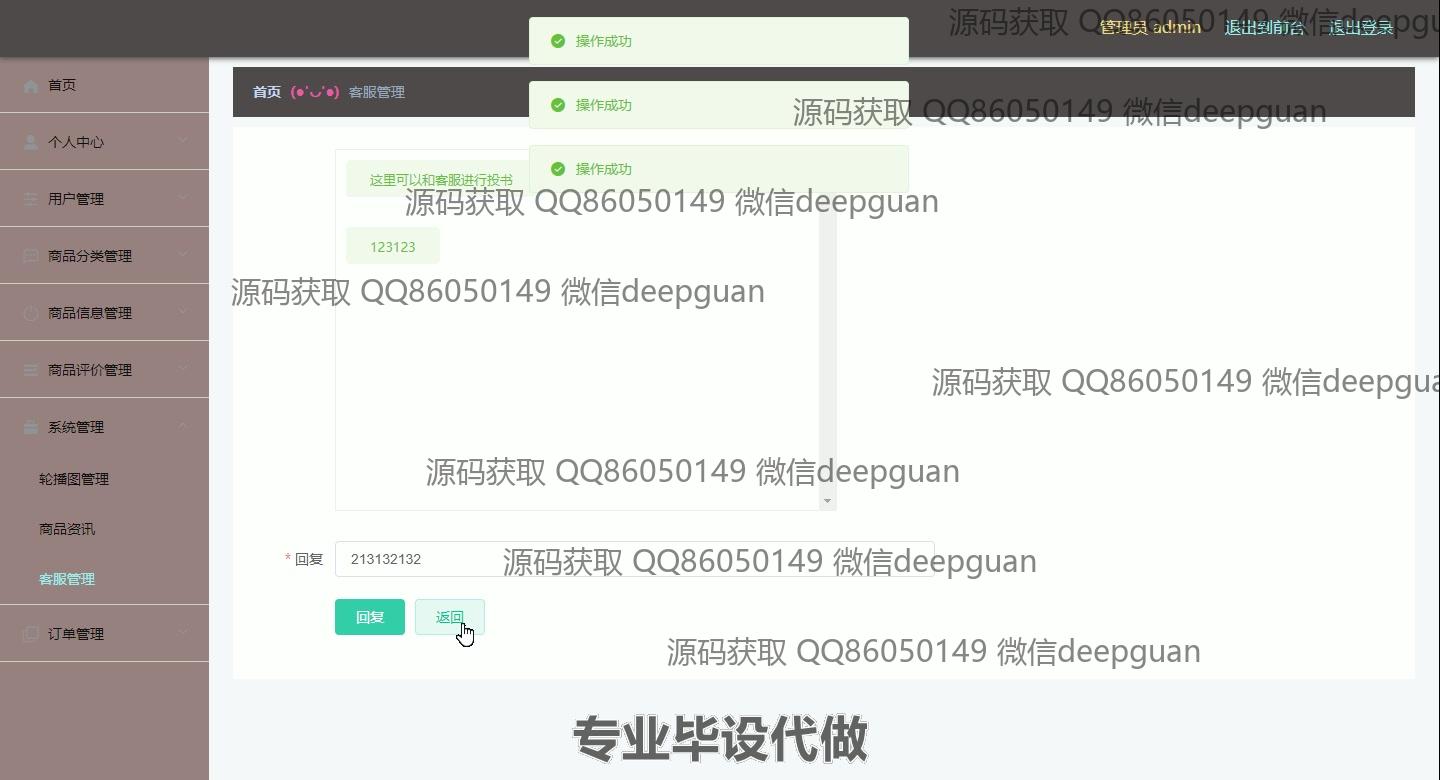 源码获取 QQ86050149 微信deepgu
管理员 admin 退出到前台 退出登录
操作成功
首页
首页 (●'◡'●) 客服管理
操作成功
源码获取 QQ86050149 微信deepguan
个人中心
操作成功
这里可以和客服进行投书
用户管理
源码获取 QQ86050149 微信deepguan
123123
商品分类管理
源码获取 QQ86050149 微信deepguan
商品信息管理
商品评价管理
源码获取 QQ86050149 微信deepgua
系统管理
源码获取 QQ86050149 微信deepguan
轮播图管理
商品资讯
* 回复 213132132
源码获取 QQ86050149 微信deepguan
客服管理
回复 返回
订单管理
源码获取 QQ86050149 微信deepguan
专业毕设代做